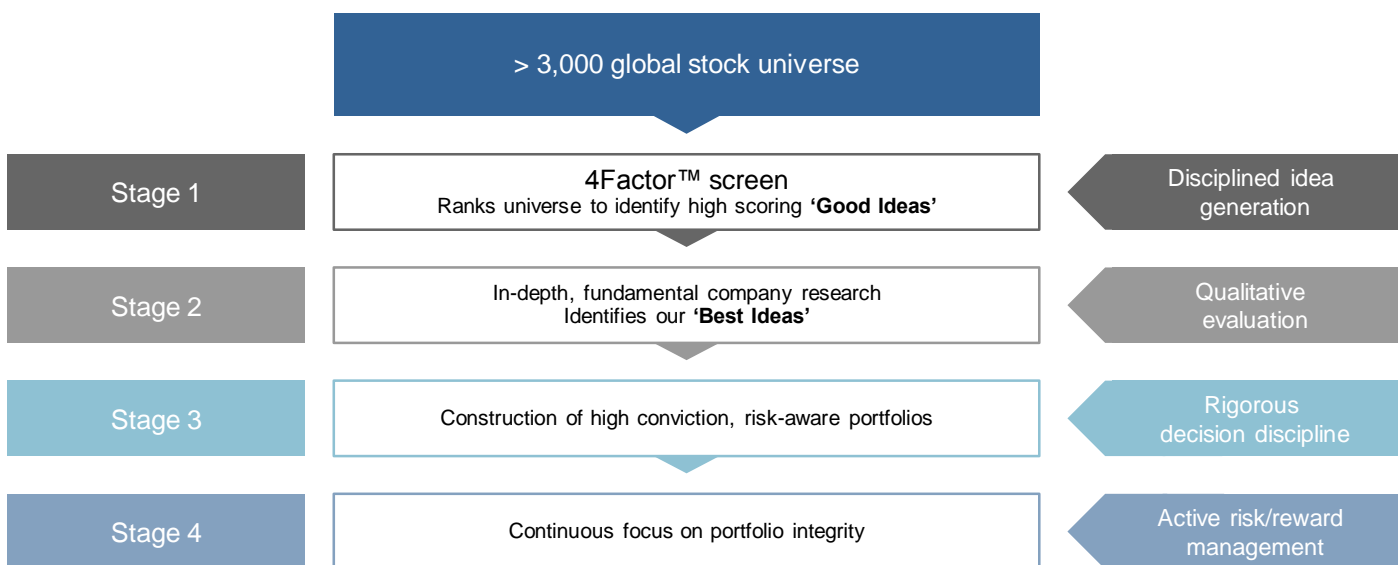 > 3,000 global stock universe
Stage 1
4Factor™ screen
Ranks universe to identify high scoring ‘Good Ideas’
Disciplined idea
generation
Stage 2
In-depth, fundamental company research
Identifies our ‘Best Ideas’
Qualitative
evaluation
Stage 3
Construction of high conviction, risk-aware portfolios
Rigorous
decision discipline
Stage 4
Continuous focus on portfolio integrity
Active risk/reward
management